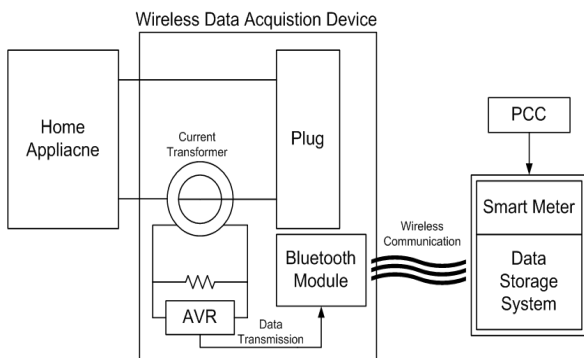 Wireless Data Acquistion Device
Home
Appliacne
Current
Transformer
Plug
AVR
Data
Transmission
Bluetooth
Module
Wireless
Communication
PCC
Smart Meter
Data
Storage
System